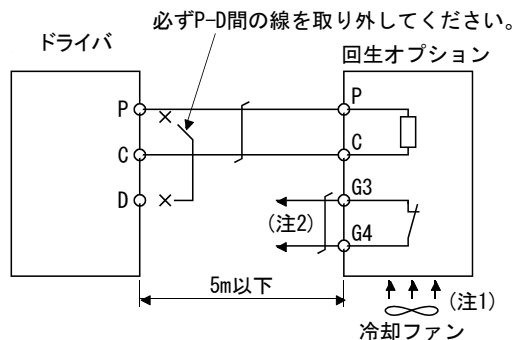 必ずP-D間の線を取り外してください。
ドライバ
回生オプション
P
P
C
C
D
G3
(注2)
G4
5m以下
(注1)
冷却ファン